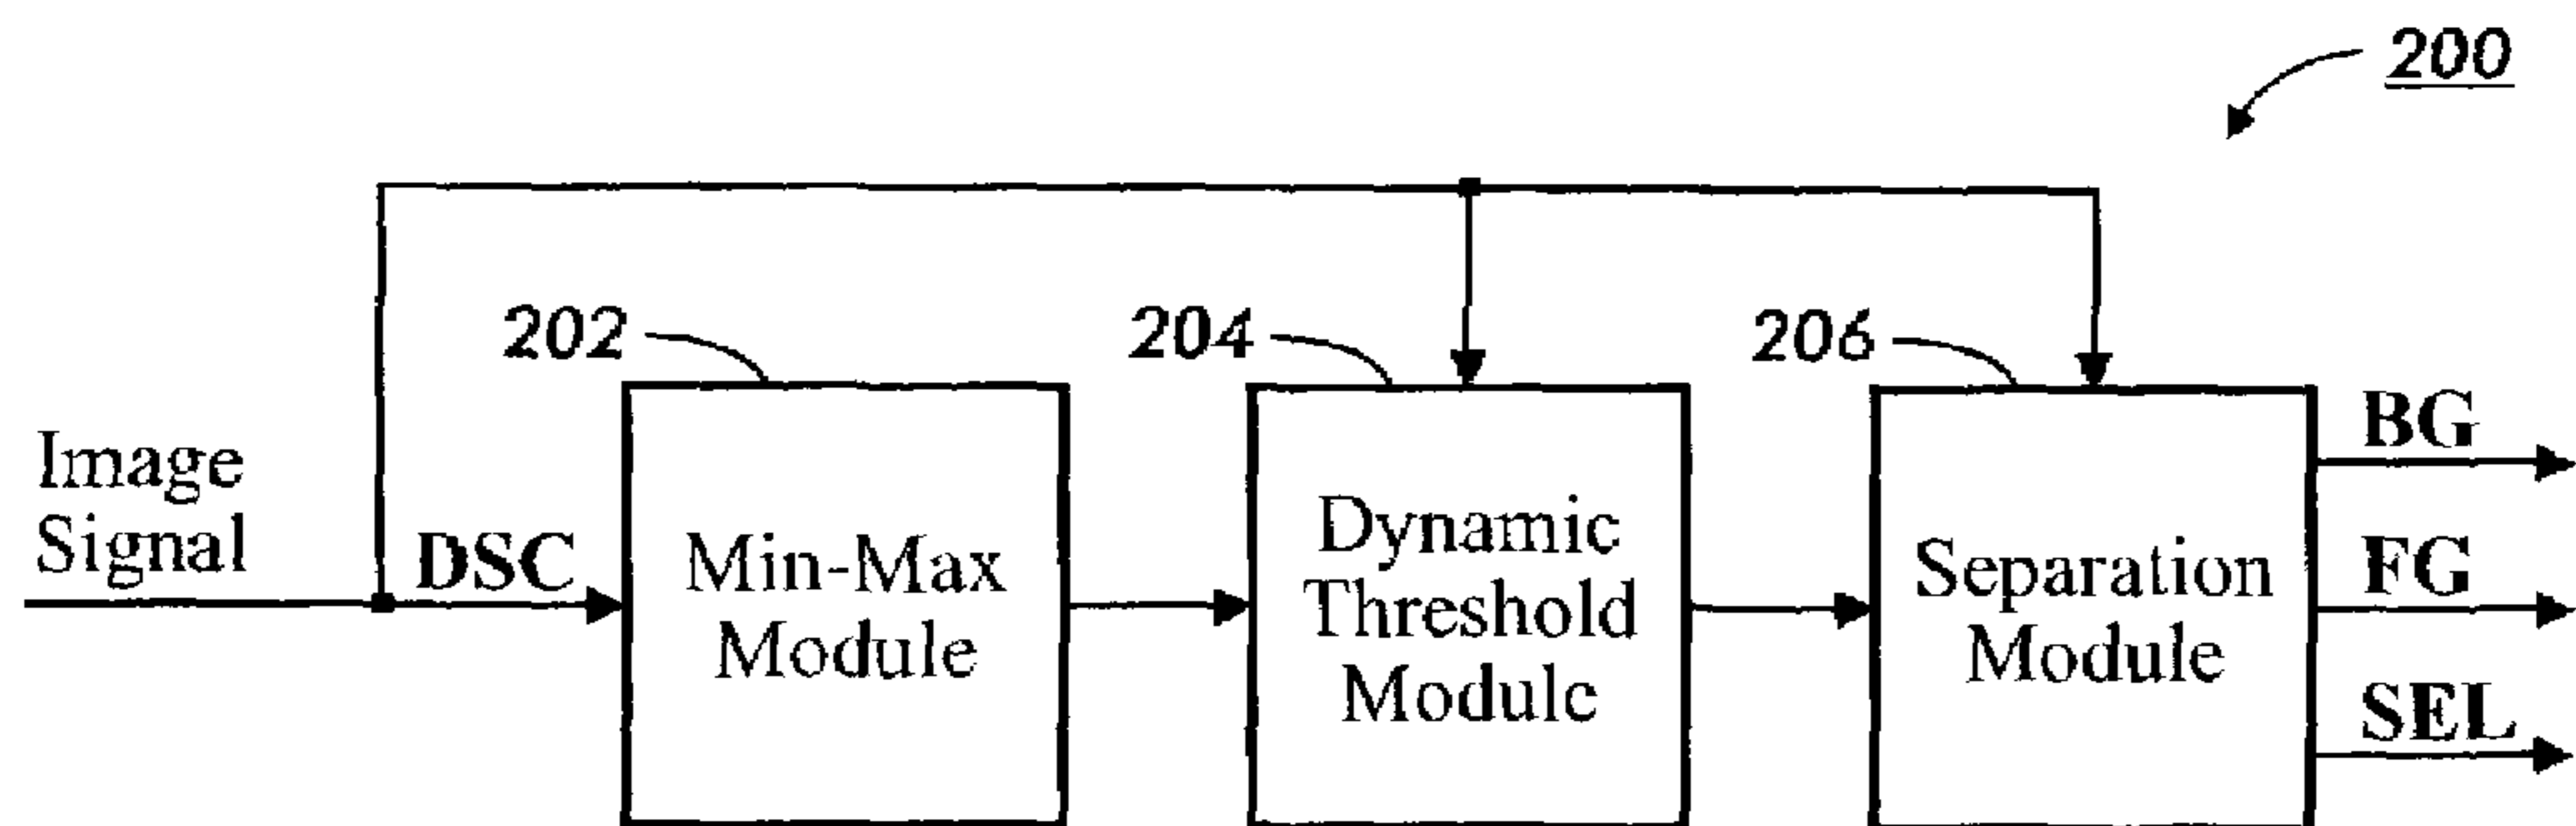 200
202
204
206
Image
Signal
DSC
Min-Max
Module
Dynamic
Threshold
Module
Separation
Module
BG
FG
SEL